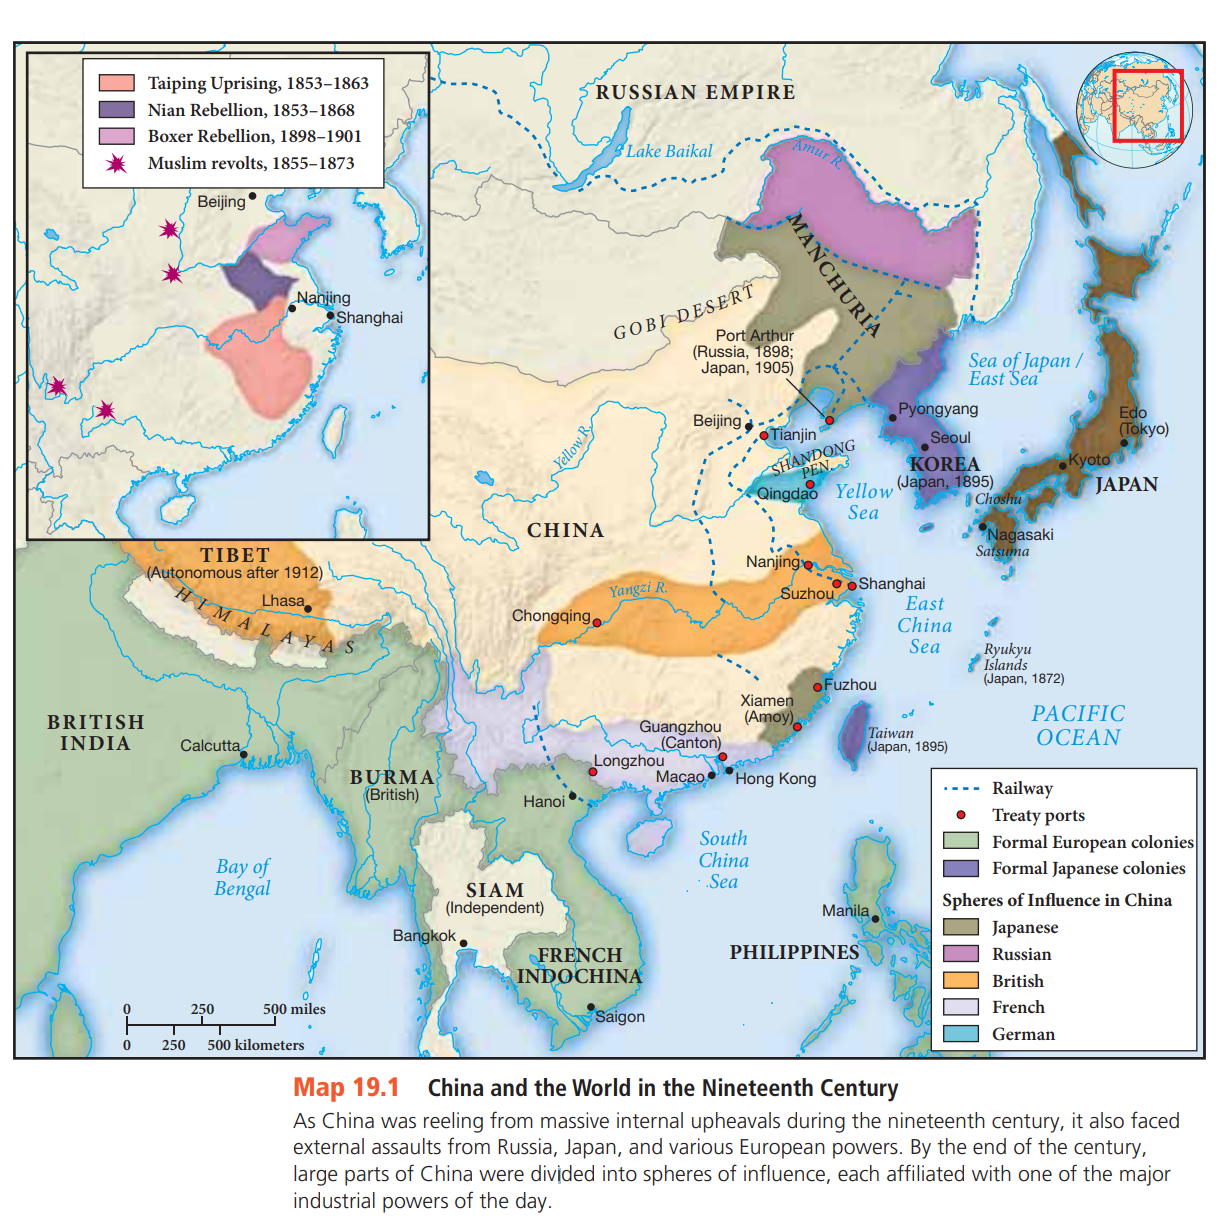 Taiping Uprising, 1853–1863
Nian Rebellion, 1853–1868
Boxer Rebellion, 1898–1901
Muslim revolts, 1855–1873
Beijing
Nanjing
Shanghai
RUSSIAN EMPIRE
Lake Baikal
Amur R.
MANCHURIA
GOBI DESERT
Port Arthur
(Russia, 1898;
Japan, 1905)
Sea of Japan /
East Sea
Beijing
Tianjin
Pyongyang
Seoul
KOREA
(Japan, 1895)
Edo
(Tokyo)
Kyoto
JAPAN
Choshu
Nagasaki
Satsuma
Yellow R.
SHANDONG
PEN.
Qingdao
Yellow
Sea
CHINA
TIBET
(Autonomous after 1912)
Lhasa
HIMALAYAS
Nanjing
Suzhou
Shanghai
Yangzi R.
Chongqing
East
China
Sea
Ryukyu
Islands
(Japan, 1872)
Fuzhou
Xiamen
(Amoy)
Guangzhou
(Canton)
Taiwan
(Japan, 1895)
PACIFIC
OCEAN
BRITISH
INDIA
Calcutta
BURMA
(British)
Longzhou
Macao
Hong Kong
Hanoi
Bay of
Bengal
South
China
Sea
SIAM
(Independent)
Bangkok
FRENCH
INDOCHINA
Saigon
Manila
PHILIPPINES
Railway
Treaty ports
Formal European colonies
Formal Japanese colonies
Spheres of Influence in China
Japanese
Russian
British
French
German
0 250 500 miles
0 250 500 kilometers
Map 19.1 China and the World in the Nineteenth Century
As China was reeling from massive internal upheavals during the nineteenth century, it also faced
external assaults from Russia, Japan, and various European powers. By the end of the century,
large parts of China were divided into spheres of influence, each affiliated with one of the major
industrial powers of the day.